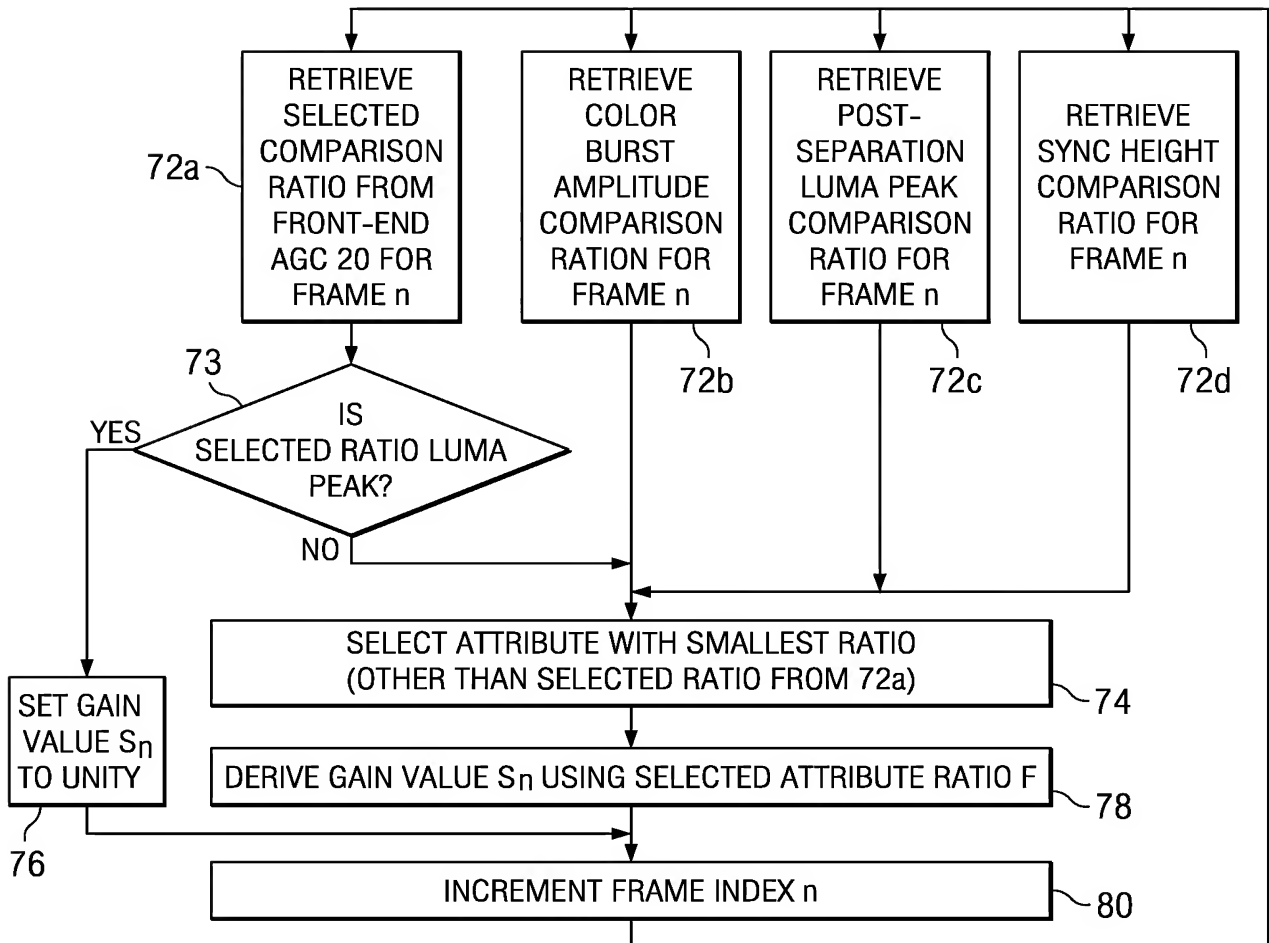 RETRIEVE
SELECTED
COMPARISON
RATIO FROM
FRONT-END
AGC 20 FOR
FRAME n
72a
RETRIEVE
COLOR
BURST
AMPLITUDE
COMPARISON
RATION FOR
FRAME n
72b
RETRIEVE
POST-
SEPARATION
LUMA PEAK
COMPARISON
RATIO FOR
FRAME n
72c
RETRIEVE
SYNC HEIGHT
COMPARISON
RATIO FOR
FRAME n
72d
73
IS
SELECTED RATIO LUMA
PEAK?
YES
NO
SELECT ATTRIBUTE WITH SMALLEST RATIO
(OTHER THAN SELECTED RATIO FROM 72a)
74
SET GAIN
VALUE Sn
TO UNITY
76
DERIVE GAIN VALUE Sn USING SELECTED ATTRIBUTE RATIO F
78
INCREMENT FRAME INDEX n
80